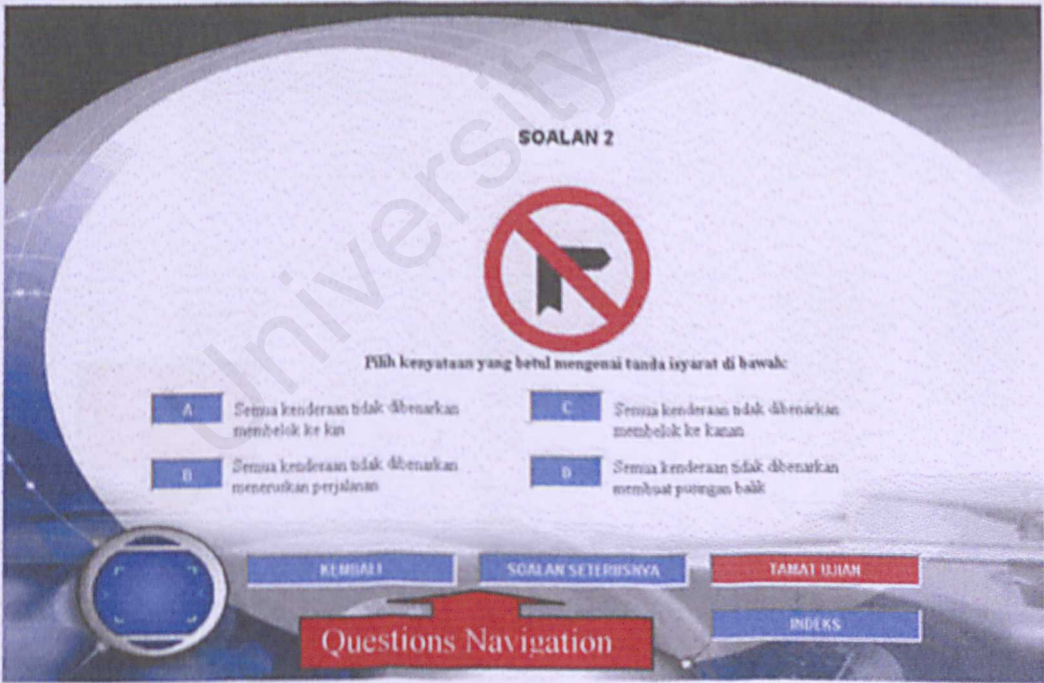 SOALAN 2
Pilih kenyataan yang betul mengenai tanda isyarat di bawah:
A
Semua kenderaan tidak dibenarkan
membelok ke kiri
B
Semua kenderaan tidak dibenarkan
meneruskan perjalanan
C
Semua kenderaan tidak dibenarkan
membelok ke kanan
D
Semua kenderaan tidak dibenarkan
membuat pusingan balik
KEMBALI
SOALAN SETERUSNYA
TAMAT UJIAN
INDEKS
Questions Navigation
University